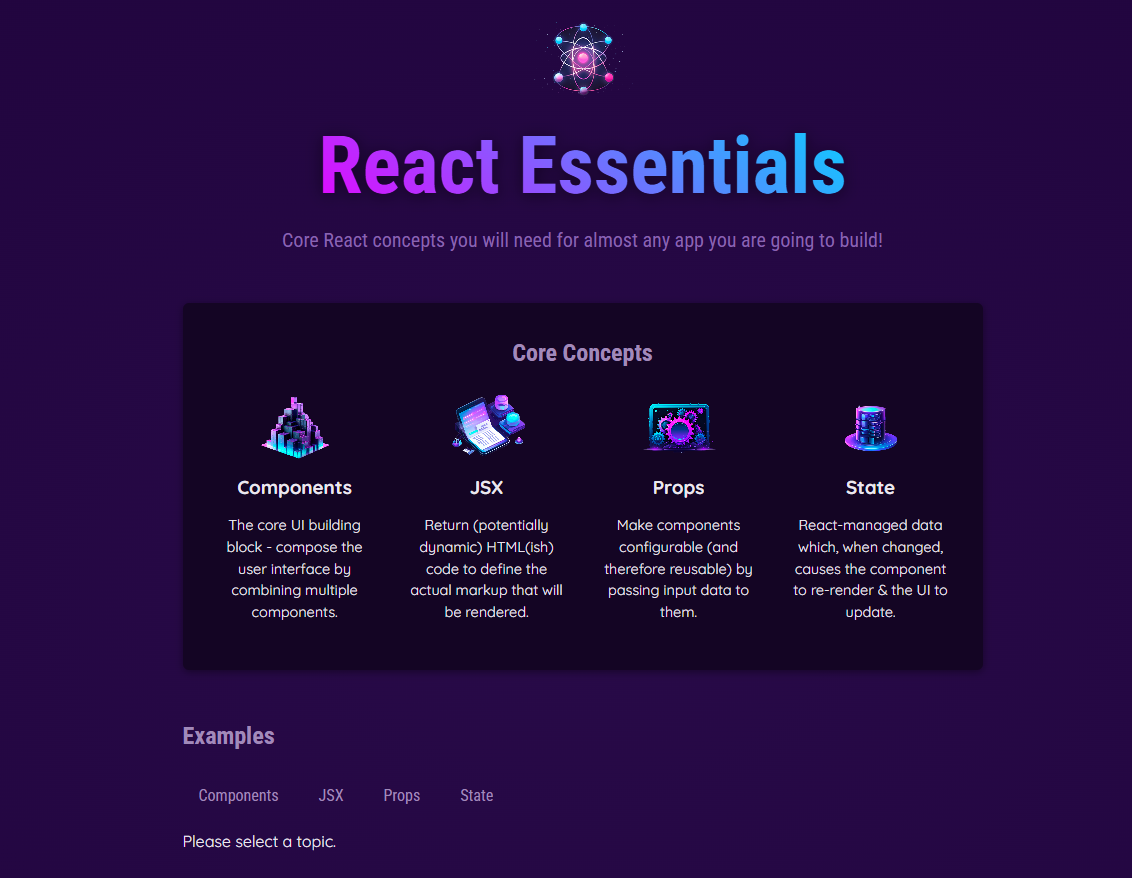 React Essentials
Core React concepts you will need for almost any app you are going to build!
Core Concepts
Components
The core UI building
block - compose the
user interface by
combining multiple
components.
JSX
Return (potentially
dynamic) HTML(ish)
code to define the
actual markup that will
be rendered.
Props
Make components
configurable (and
therefore reusable) by
passing input data to
them.
State
React-managed data
which, when changed,
causes the component
to re-render & the UI to
update.
Examples
Components JSX Props State
Please select a topic.